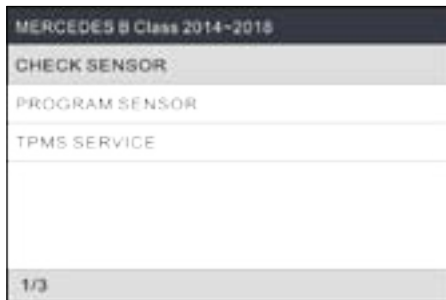 MERCEDES B Class 2014~2018
CHECK SENSOR
PROGRAM SENSOR
TPMS SERVICE
1/3